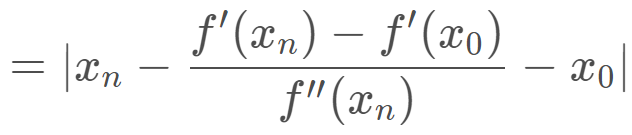 = |x_n - \frac{f'(x_n) - f'(x_0)}{f''(x_n)} - x_0|